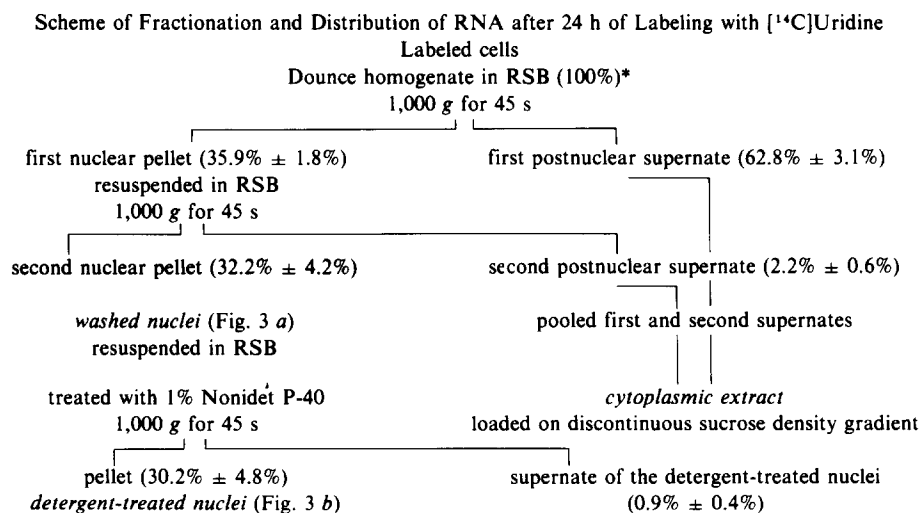 Scheme of Fractionation and Distribution of RNA after 24 h of Labeling with [¹⁴C]Uridine
Labeled cells
Dounce homogenate in RSB (100%)*
1,000 g for 45 s
first nuclear pellet (35.9% ± 1.8%)
resuspended in RSB
1,000 g for 45 s
first postnuclear supernate (62.8% ± 3.1%)
second nuclear pellet (32.2% ± 4.2%)
second postnuclear supernate (2.2% ± 0.6%)
washed nuclei (Fig. 3 a)
resuspended in RSB
pooled first and second supernates
treated with 1% Nonidet P-40
1,000 g for 45 s
cytoplasmic extract
loaded on discontinuous sucrose density gradient
pellet (30.2% ± 4.8%)
detergent-treated nuclei (Fig. 3 b)
supernate of the detergent-treated nuclei
(0.9% ± 0.4%)